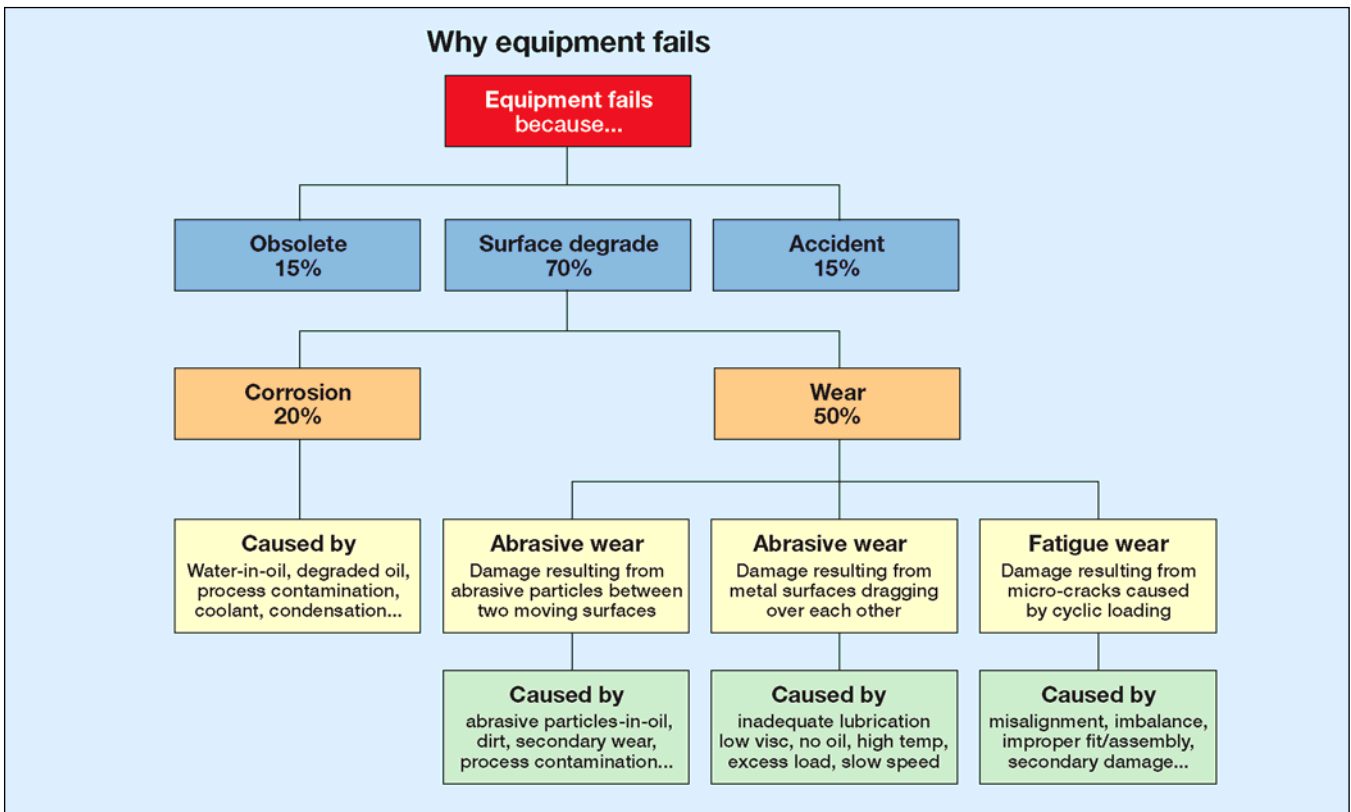 Why equipment fails
Equipment fails
because...
Obsolete
15%
Surface degrade
70%
Accident
15%
Corrosion
20%
Wear
50%
Caused by
Water-in-oil, degraded oil,
process contamination,
coolant, condensation...
Abrasive wear
Damage resulting from
abrasive particles between
two moving surfaces
Abrasive wear
Damage resulting from
metal surfaces dragging
over each other
Fatigue wear
Damage resulting from
micro-cracks caused
by cyclic loading
Caused by
abrasive particles-in-oil,
dirt, secondary wear,
process contamination...
Caused by
inadequate lubrication
low visc, no oil, high temp,
excess load, slow speed
Caused by
misalignment, imbalance,
improper fit/assembly,
secondary damage...